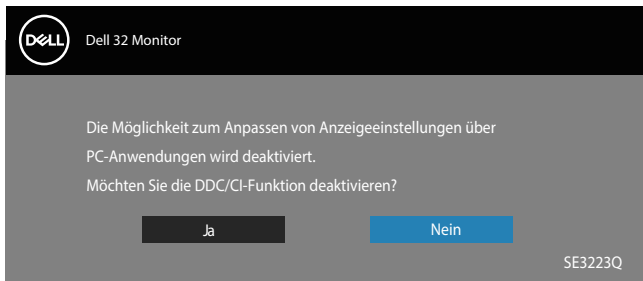 DELL
Dell 32 Monitor
Die Möglichkeit zum Anpassen von Anzeigeeinstellungen über
PC-Anwendungen wird deaktiviert.
Möchten Sie die DDC/CI-Funktion deaktivieren?
Ja
Nein
SE3223Q